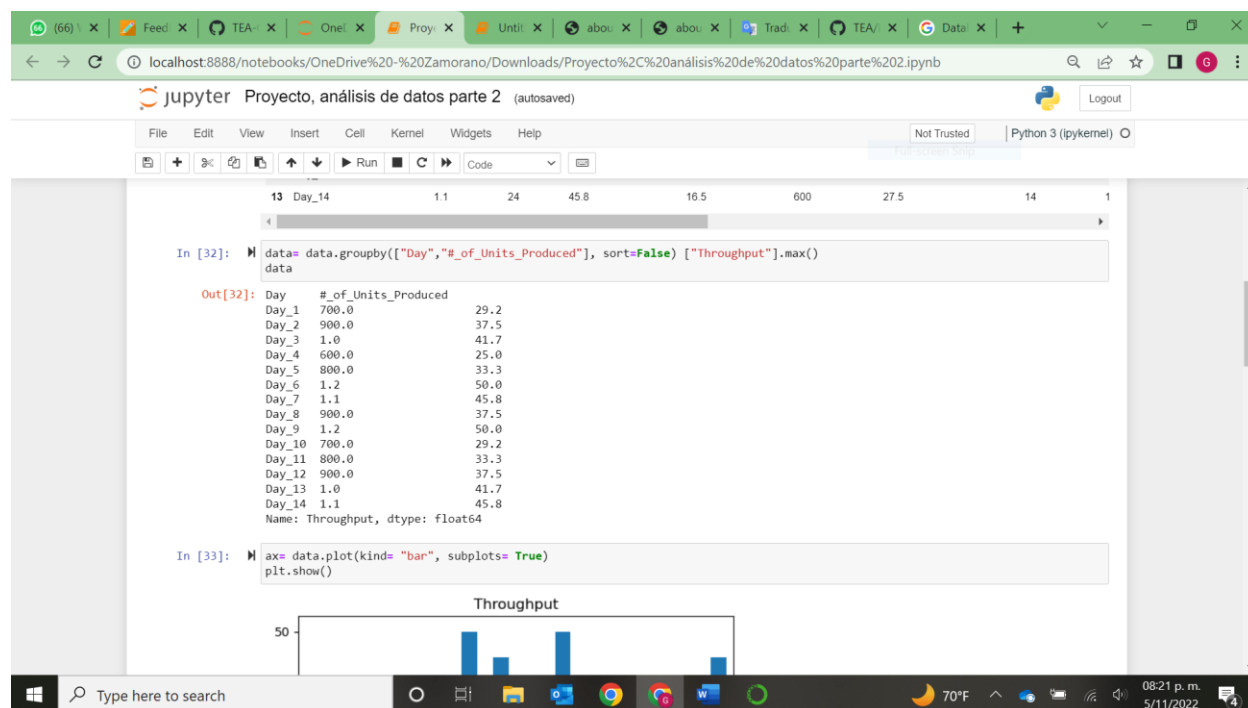 (66) \ Feed TEA- OneD Proye Untit abou abou Tradu TEA/ Data
localhost:8888/notebooks/OneDrive%20-%20Zamorano/Downloads/Proyecto%2C%20análisis%20de%20datos%20parte%202.ipynb G
jupyter Proyecto, análisis de datos parte 2 (autosaved) Logout
File Edit View Insert Cell Kernel Widgets Help Not Trusted Python 3 (ipykernel)
Run Code
13 Day_14 1.1 24 45.8 16.5 600 27.5 14 1
In [32]: data= data.groupby(["Day","#_of_Units_Produced"], sort=False) ["Throughput"].max()
data
Out[32]: Day #_of_Units_Produced
Day_1 700.0 29.2
Day_2 900.0 37.5
Day_3 1.0 41.7
Day_4 600.0 25.0
Day_5 800.0 33.3
Day_6 1.2 50.0
Day_7 1.1 45.8
Day_8 900.0 37.5
Day_9 1.2 50.0
Day_10 700.0 29.2
Day_11 800.0 33.3
Day_12 900.0 37.5
Day_13 1.0 41.7
Day_14 1.1 45.8
Name: Throughput, dtype: float64
In [33]: ax= data.plot(kind= "bar", subplots= True)
plt.show()
Throughput
50
Type here to search 70°F 08:21 p. m.
5/11/2022 4